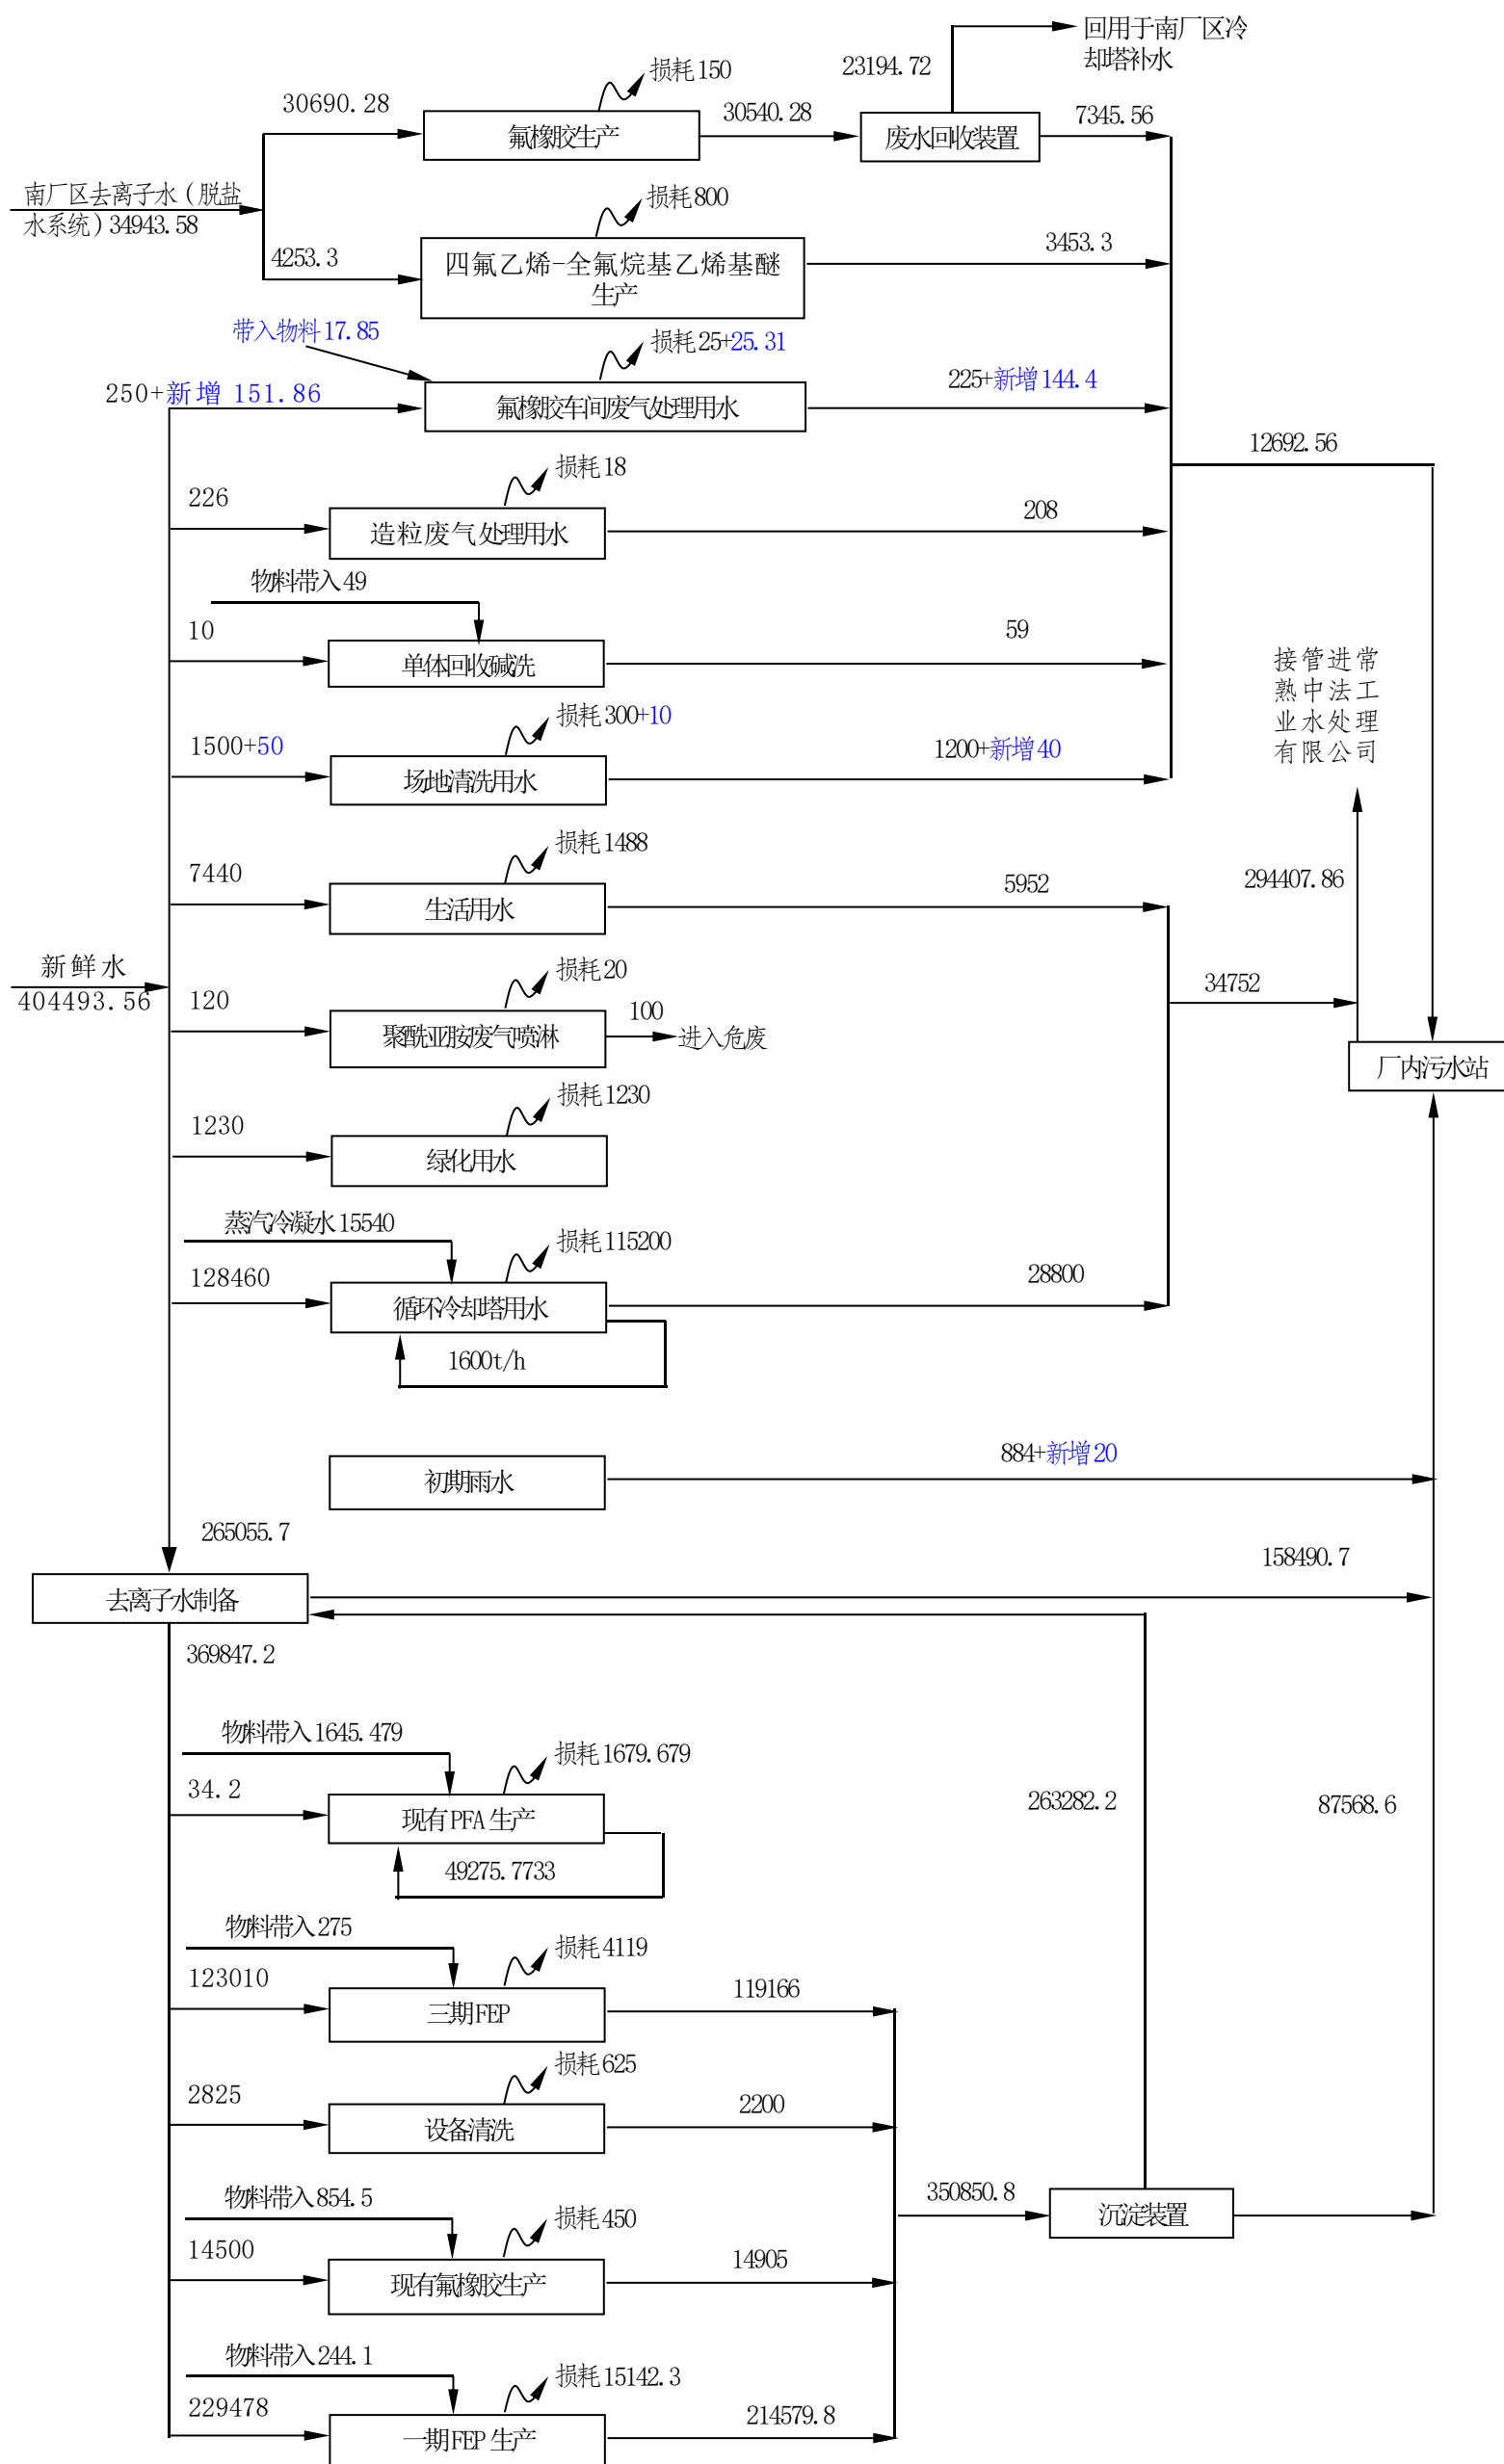 回用于南厂区冷
却塔补水
23194.72
损耗150
30690.28
氟橡胶生产
30540.28
废水回收装置
7345.56
南厂区去离子水（脱盐
水系统）34943.58
损耗800
4253.3
四氟乙烯-全氟烷基乙烯基醚
生产
3453.3
带入物料17.85
损耗25+25.31
250+新增 151.86
氟橡胶车间废气处理用水
225+新增144.4
12692.56
损耗18
226
造粒废气处理用水
208
物料带入49
10
单体回收碱洗
59
接管进常
熟中法工
业水处理
有限公司
损耗300+10
1500+50
场地清洗用水
1200+新增40
损耗1488
7440
生活用水
5952
294407.86
新鲜水
404493.56
损耗20
120
聚酰亚胺废气喷淋
100
进入危废
34752
厂内污水站
损耗1230
1230
绿化用水
蒸汽冷凝水15540
损耗115200
128460
循环冷却塔用水
28800
1600t/h
初期雨水
884+新增20
265055.7
158490.7
去离子水制备
369847.2
物料带入1645.479
损耗1679.679
34.2
现有PFA生产
263282.2
87568.6
49275.7733
物料带入275
损耗4119
123010
三期FEP
119166
损耗625
2825
设备清洗
2200
物料带入854.5
损耗450
350850.8
沉淀装置
14500
现有氟橡胶生产
14905
物料带入244.1
损耗15142.3
229478
一期FEP生产
214579.8